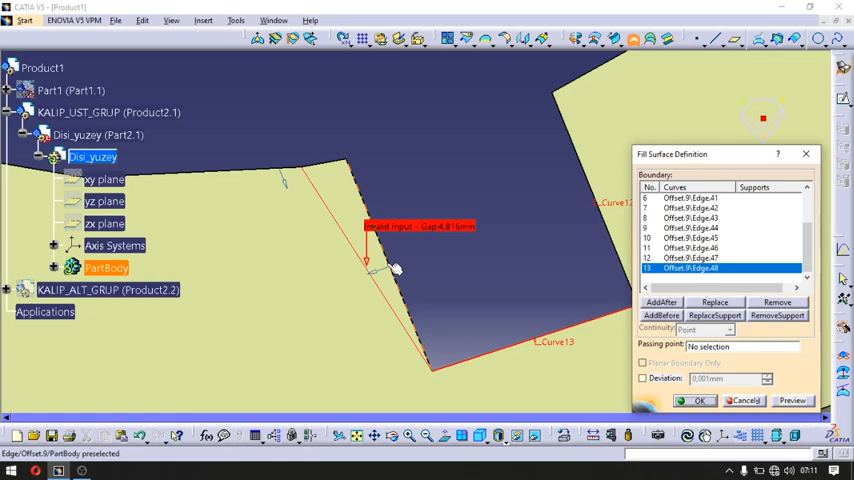 CATIA V5 - [Product1]
Start ENOVIA V5 VPM File Edit View Insert Tools Window Help
Product1
Part1 (Part1.1)
KALIP_UST_GRUP (Product2.1)
Disi_yuzey (Part2.1)
Disi_yuzey
xy plane
yz plane
zx plane
Axis Systems
PartBody
KALIP_ALT_GRUP (Product2.2)
Applications
Invalid Input - Gap:4,816mm
Curve12
Curve13
Fill Surface Definition
Boundary:
No. Curves Supports
6 Offset.9\Edge.41
7 Offset.9\Edge.42
8 Offset.9\Edge.43
9 Offset.9\Edge.44
10 Offset.9\Edge.45
11 Offset.9\Edge.46
12 Offset.9\Edge.47
13 Offset.9\Edge.48
AddAfter Replace Remove
AddBefore ReplaceSupport RemoveSupport
Continuity: Point
Passing point: No selection
Planar Boundary Only
Deviation: 0,001mm
OK Cancel Preview
Edge/Offset.9/PartBody preselected
07:11